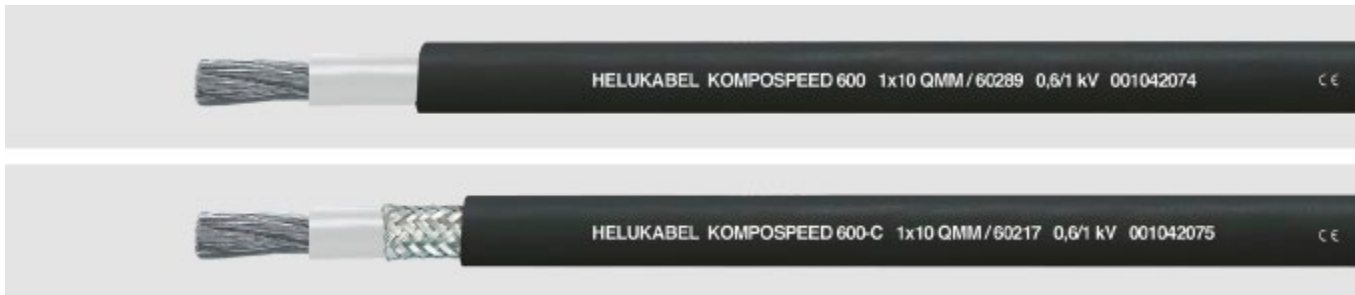 HELUKABEL KOMPOSPEED 600 1x10 QMM / 60289 0,6/1 kV 001042074 CE
HELUKABEL KOMPOSPEED 600-C 1x10 QMM / 60217 0,6/1 kV 001042075 CE